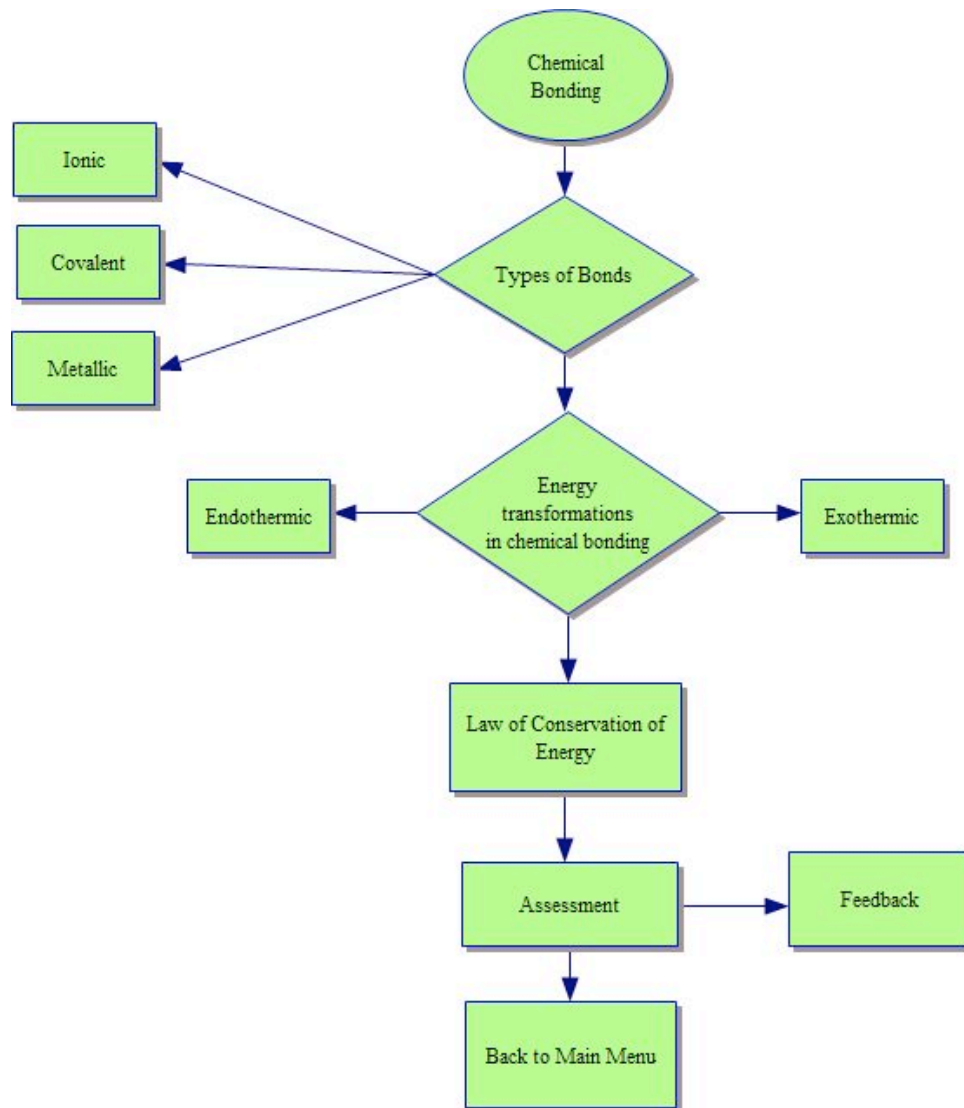 Chemical
Bonding
Ionic
Covalent
Metallic
Types of Bonds
Endothermic
Energy
transformations
in chemical bonding
Exothermic
Law of Conservation of
Energy
Assessment
Feedback
Back to Main Menu